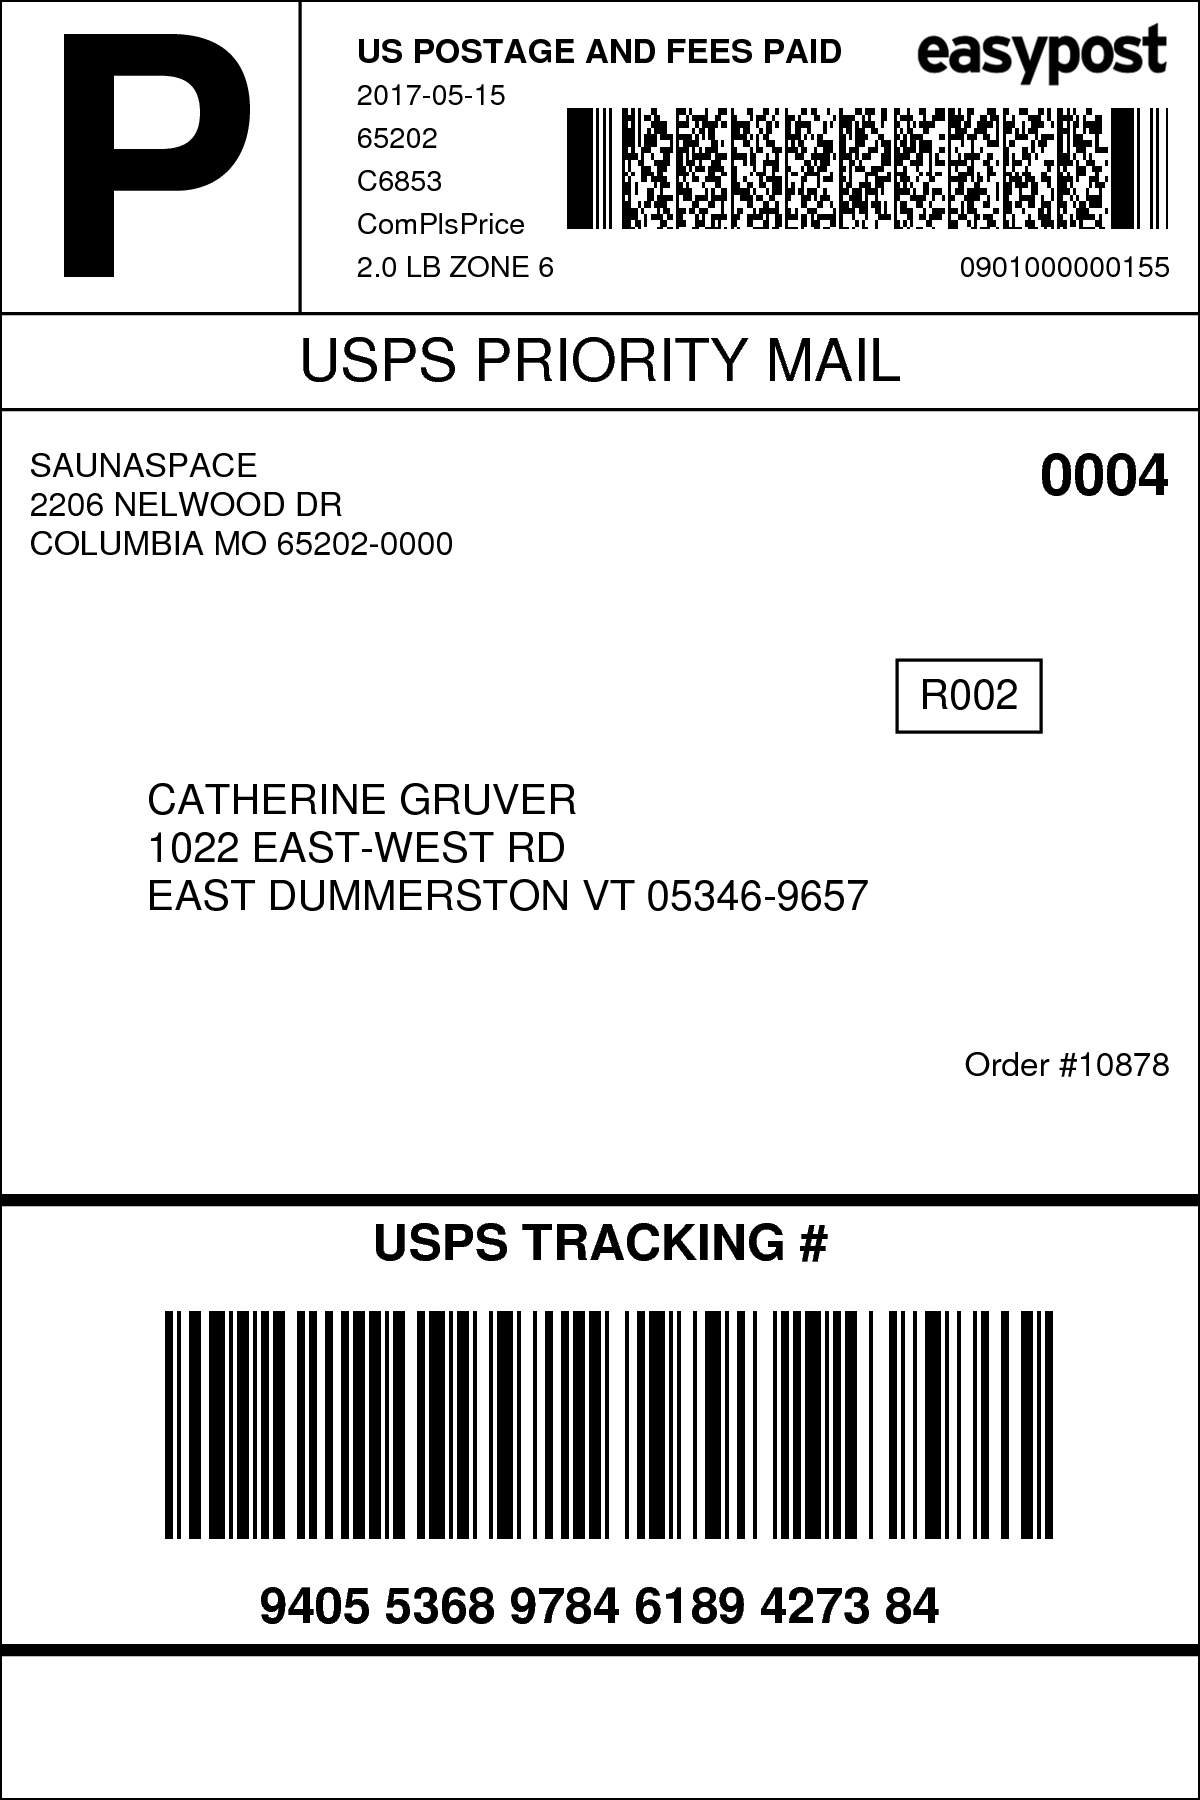 P
US POSTAGE AND FEES PAID
easypost
2017-05-15
65202
C6853
ComPlsPrice
2.0 LB ZONE 6
0901000000155
USPS PRIORITY MAIL
SAUNASPACE
2206 NELWOOD DR
COLUMBIA MO 65202-0000
0004
R002
CATHERINE GRUVER
1022 EAST-WEST RD
EAST DUMMERSTON VT 05346-9657
Order #10878
USPS TRACKING #
9405 5368 9784 6189 4273 84